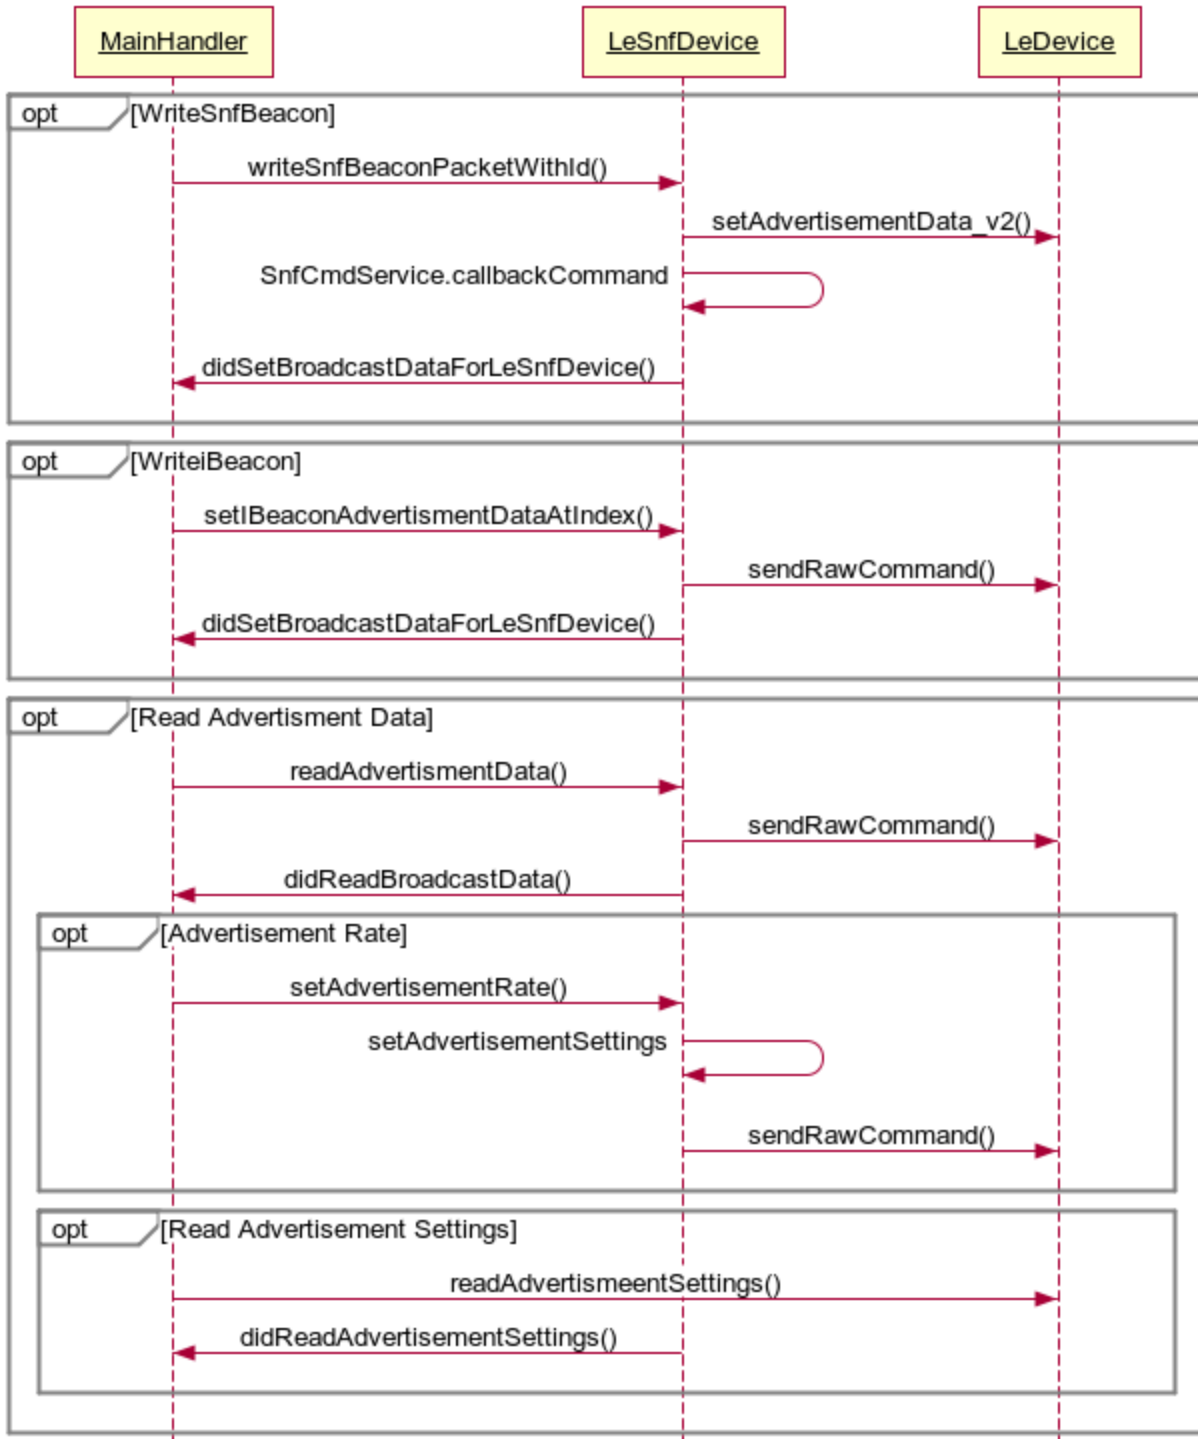 MainHandler LeSnfDevice LeDevice
opt [WriteSnfBeacon]
writeSnfBeaconPacketWithId()
setAdvertisementData_v2()
SnfCmdService.callbackCommand
didSetBroadcastDataForLeSnfDevice()
opt [WriteiBeacon]
setIBeaconAdvertismentDataAtIndex()
sendRawCommand()
didSetBroadcastDataForLeSnfDevice()
opt [Read Advertisment Data]
readAdvertismentData()
sendRawCommand()
didReadBroadcastData()
opt [Advertisement Rate]
setAdvertisementRate()
setAdvertisementSettings
sendRawCommand()
opt [Read Advertisement Settings]
readAdvertismeentSettings()
didReadAdvertisementSettings()